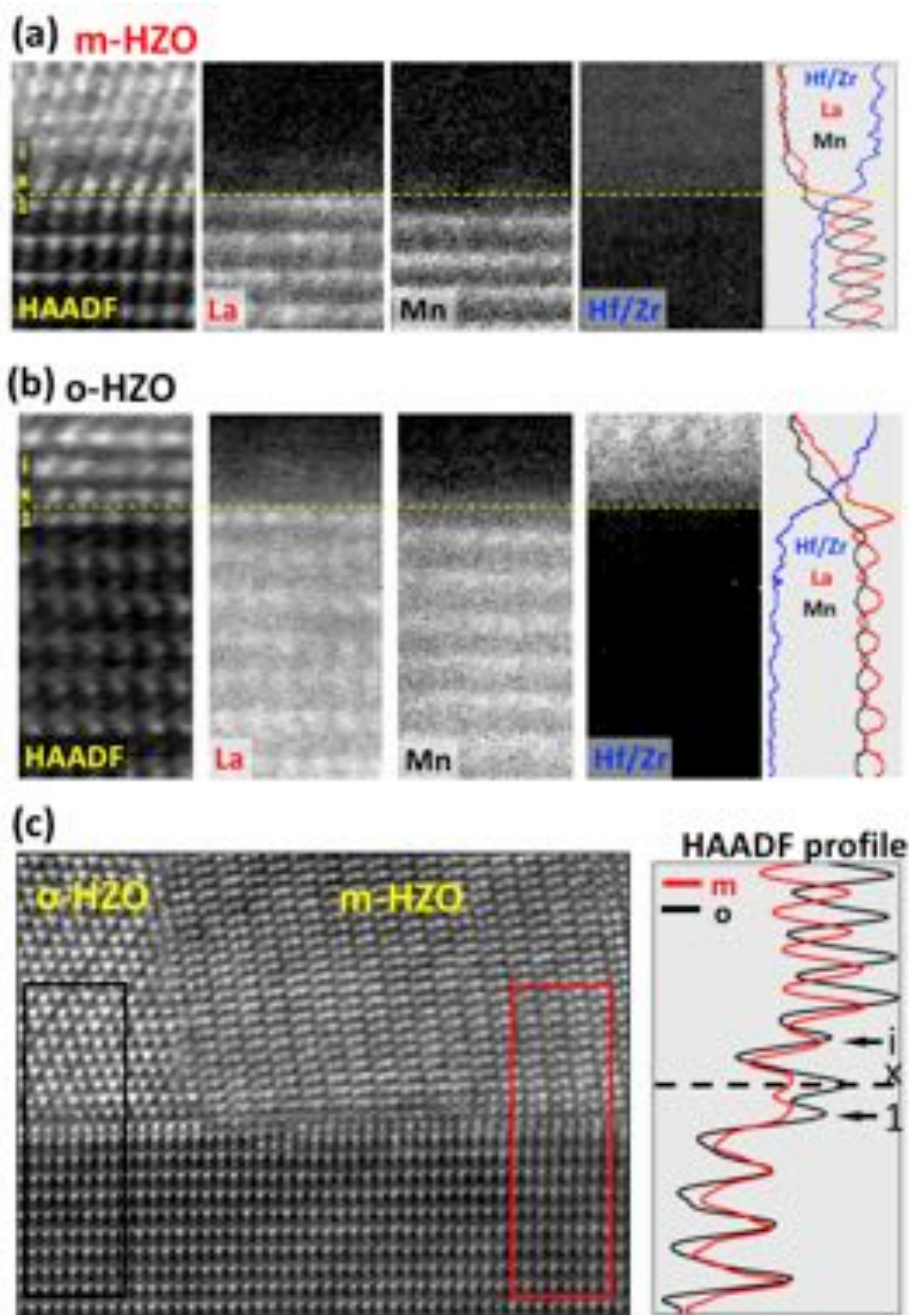 (a) m-HZO
Hf/Zr
La
Mn
HAADF
La
Mn
Hf/Zr
(b) o-HZO
Hf/Zr
La
Mn
HAADF
La
Mn
Hf/Zr
(c)
HAADF profile
o-HZO
m-HZO
m
o
i
x
1